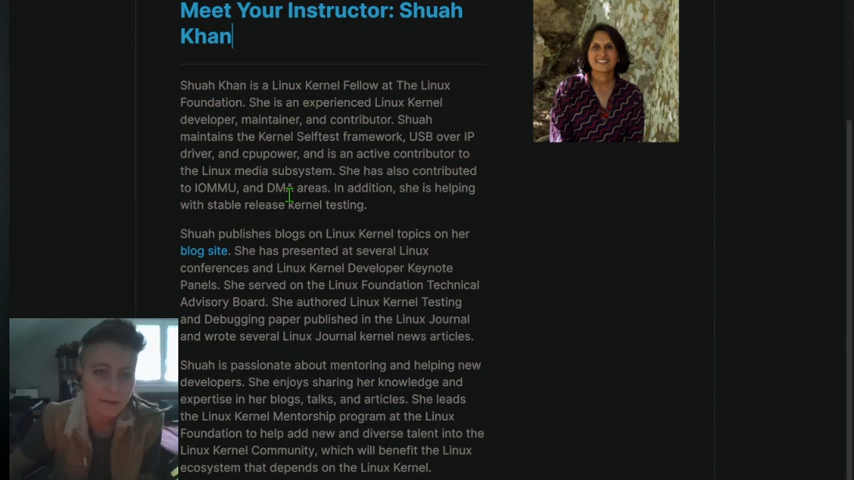 Meet Your Instructor: Shuah
Khan
Shuah Khan is a Linux Kernel Fellow at The Linux
Foundation. She is an experienced Linux Kernel
developer, maintainer, and contributor. Shuah
maintains the Kernel Selftest framework, USB over IP
driver, and cpupower, and is an active contributor to
the Linux media subsystem. She has also contributed
to IOMMU, and DMA areas. In addition, she is helping
with stable release kernel testing.
Shuah publishes blogs on Linux Kernel topics on her
blog site. She has presented at several Linux
conferences and Linux Kernel Developer Keynote
Panels. She served on the Linux Foundation Technical
Advisory Board. She authored Linux Kernel Testing
and Debugging paper published in the Linux Journal
and wrote several Linux Journal kernel news articles.
Shuah is passionate about mentoring and helping new
developers. She enjoys sharing her knowledge and
expertise in her blogs, talks, and articles. She leads
the Linux Kernel Mentorship program at the Linux
Foundation to help add new and diverse talent into the
Linux Kernel Community, which will benefit the Linux
ecosystem that depends on the Linux Kernel.